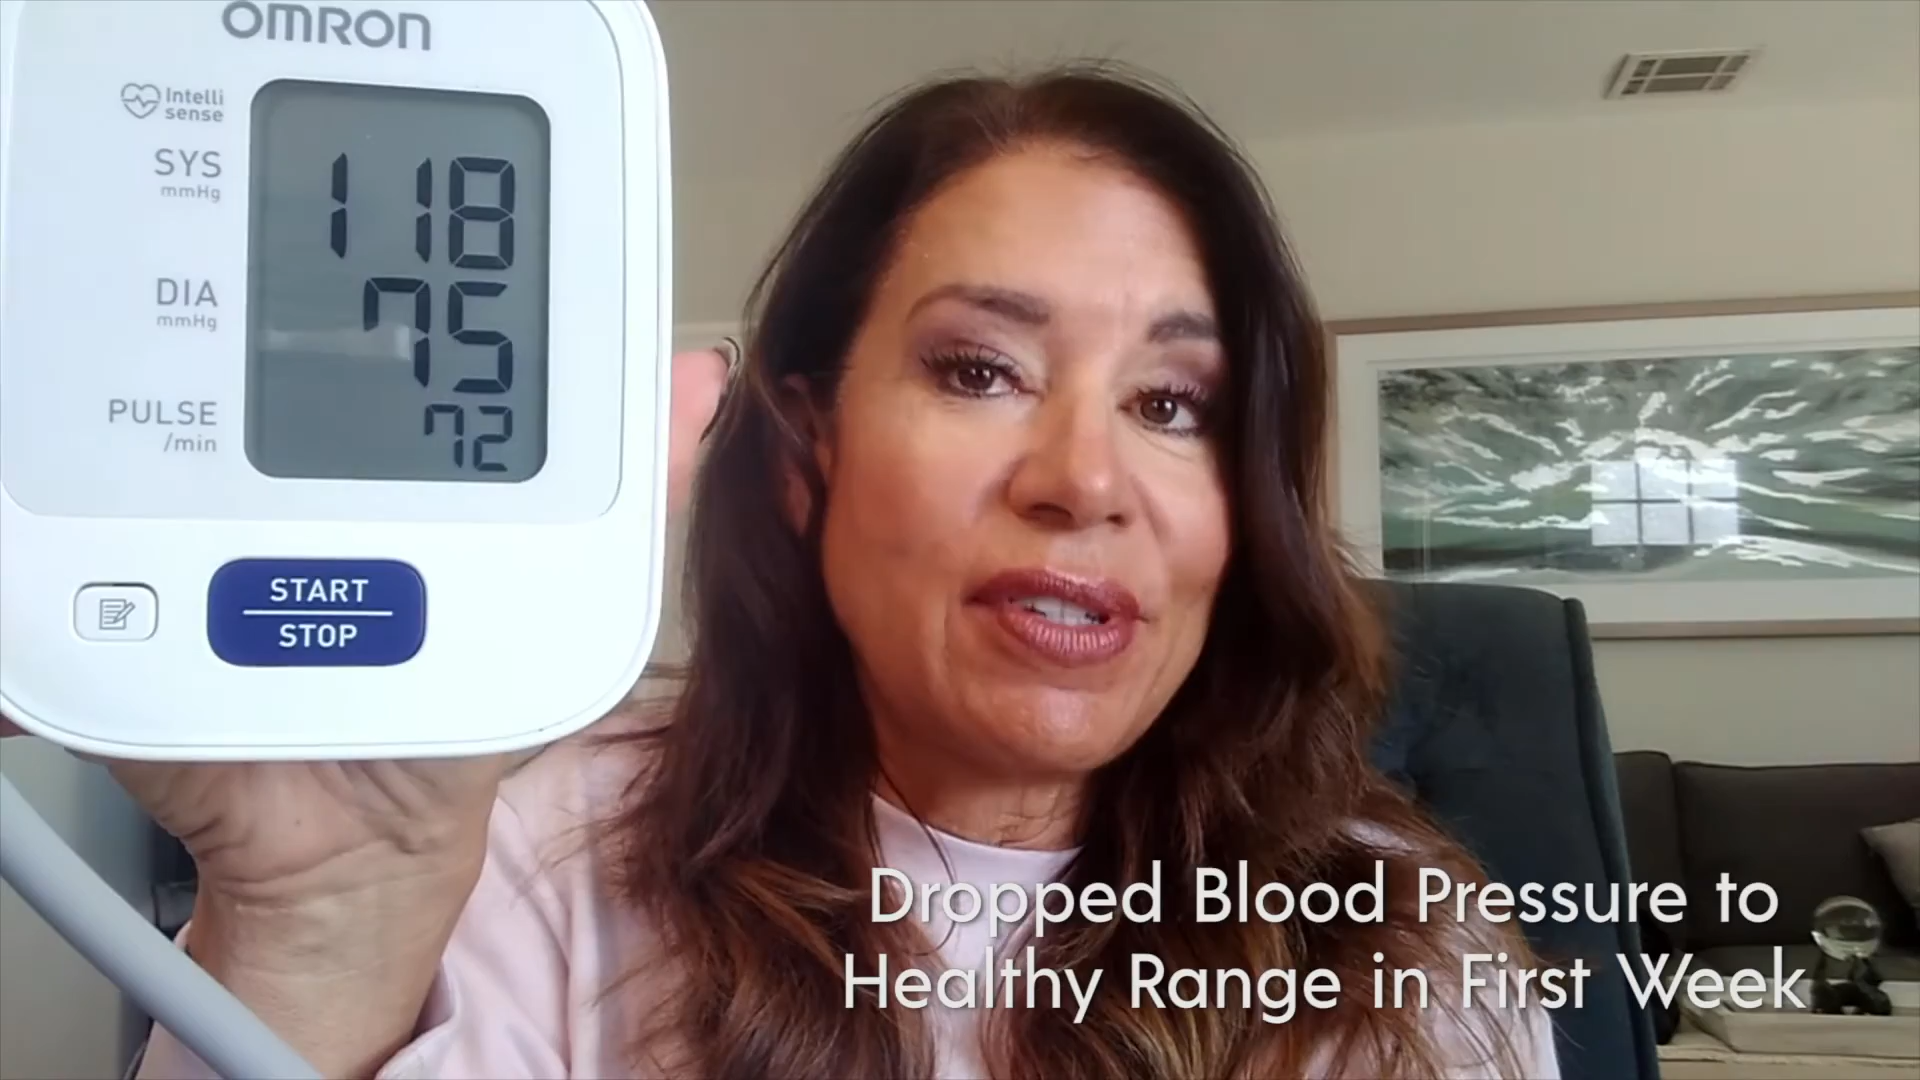 OMRON
Intelli
sense
SYS
mmHg
118
DIA
mmHg
75
PULSE
/min
72
START
STOP
Dropped Blood Pressure to
Healthy Range in First Week